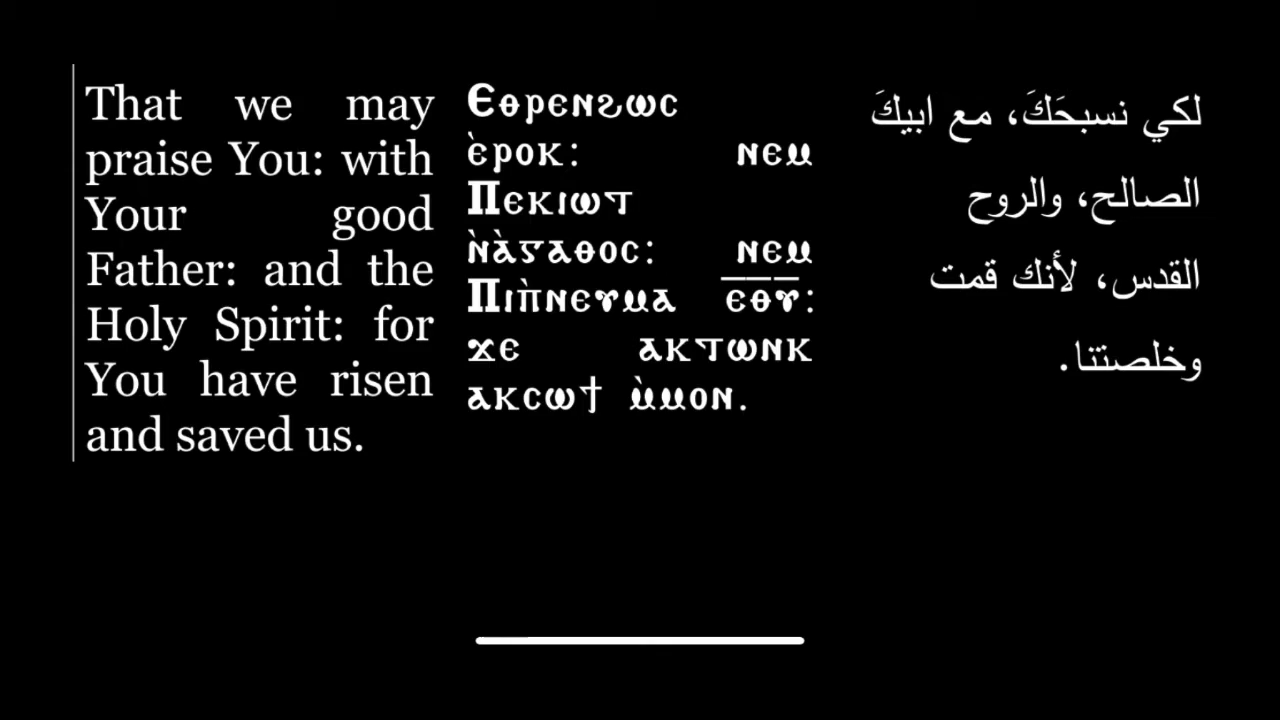 That we may
praise You: with
Your good
Father: and the
Holy Spirit: for
You have risen
and saved us.
Ⲉⲑⲣⲉⲛϩⲱⲥ
ⲉ̀ⲣⲟⲕ: ⲛⲉⲙ
Ⲡⲉⲕⲓⲱⲧ
ⲛ̀ⲁ̀ⲅⲁⲑⲟⲥ: ⲛⲉⲙ
Ⲡⲓⲡ̀ⲛⲉⲩⲙⲁ ⲉ̅ⲑ̅ⲩ̅:
ϫⲉ ⲁⲕⲧⲱⲛⲕ
ⲁⲕⲥⲱϯ ⲙ̀ⲙⲟⲛ.
لكي نسبحَكَ، مع ابيكَ
الصالح، والروح
القدس، لأنك قمت
وخلصتنا.